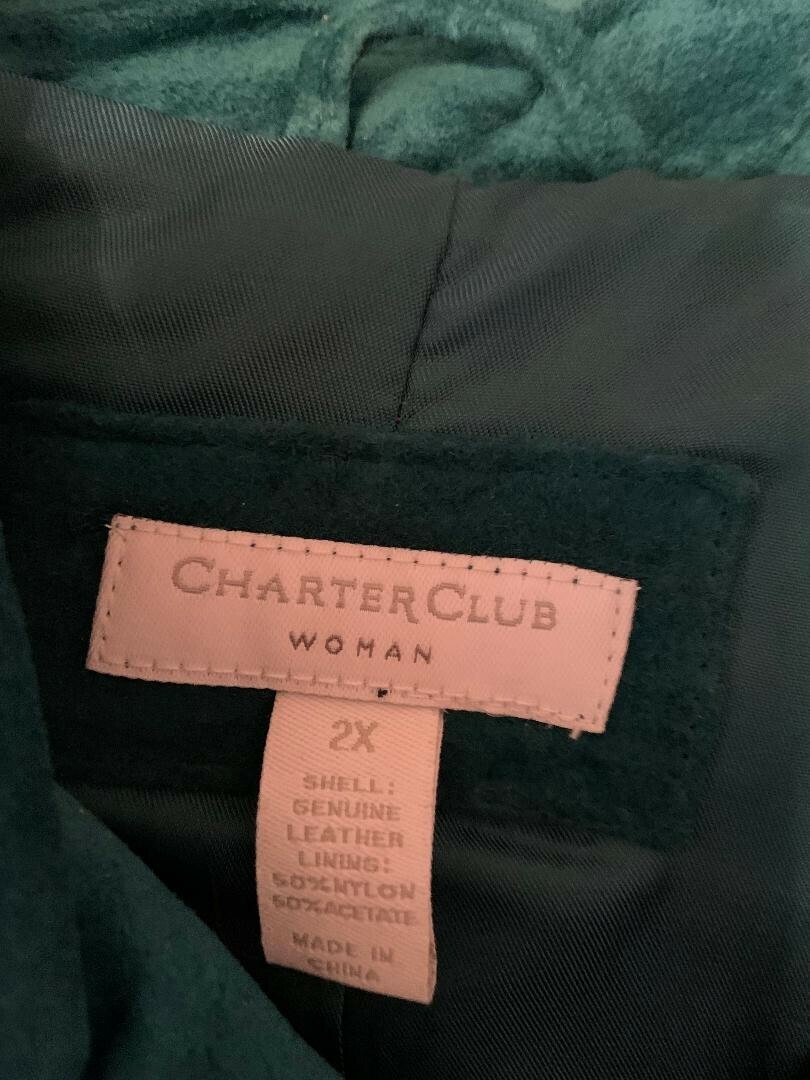 CHARTER CLUB
WOMAN
2X
SHELL:
GENUINE
LEATHER
LINING:
50%NYLON
50%ACETATE
MADE IN
CHINA